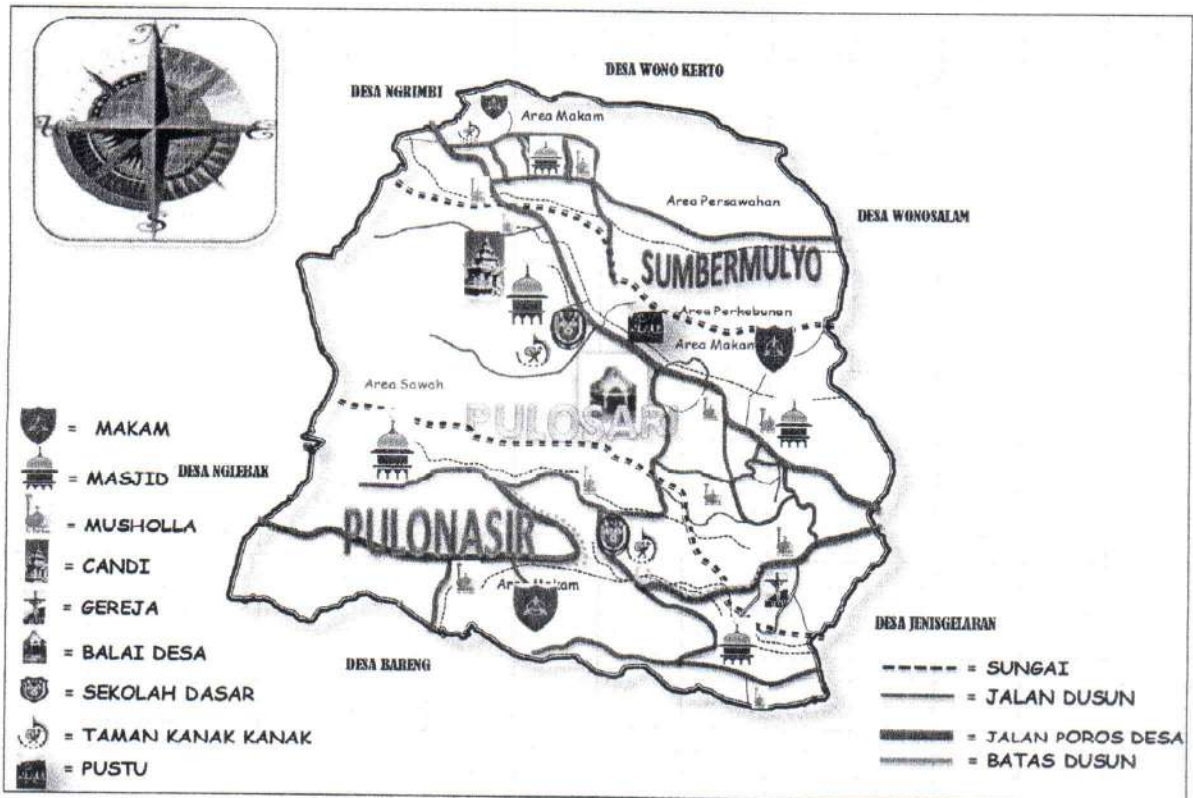 DESA WONO KERTO
DESA NGRIMBI
Area Makam
Area Persawahan
DESA WONOSALAM
SUMBERMULYO
Area Perkebunan
Area Makam
Area Sawah
PULOSARI
DESA NGLEBAK
PULONASIR
Area Makam
DESA JENISGELARAN
DESA BARENG
= MAKAM
= MASJID
= MUSHOLLA
= CANDI
= GEREJA
= BALAI DESA
= SEKOLAH DASAR
= TAMAN KANAK KANAK
= PUSTU
= SUNGAI
= JALAN DUSUN
= JALAN POROS DESA
= BATAS DUSUN